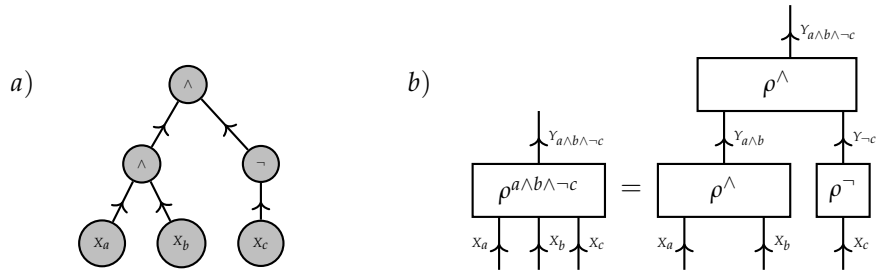 a)
∧
∧ ¬
X_a X_b X_c
b)
Y_{a∧b∧¬c}
ρ^∧
Y_{a∧b∧¬c} Y_{a∧b} Y_{¬c}
ρ^{a∧b∧¬c} = ρ^∧ ρ^¬
X_a X_b X_c X_a X_b X_c